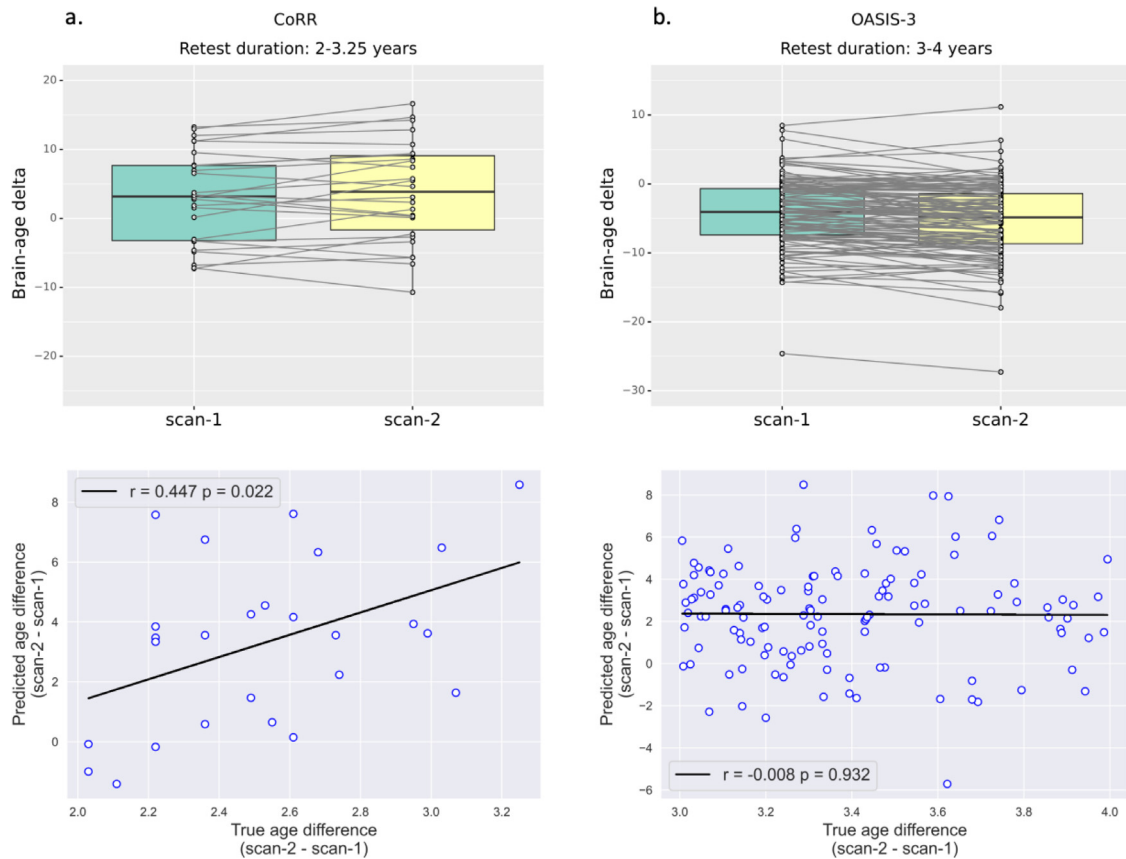 a.
CoRR
Retest duration: 2-3.25 years
Brain-age delta
20
10
0
−10
−20
scan-1
scan-2
b.
OASIS-3
Retest duration: 3-4 years
Brain-age delta
10
0
−10
−20
−30
scan-1
scan-2
r = 0.447 p = 0.022
Predicted age difference
(scan-2 - scan-1)
8
6
4
2
0
2.0
2.2
2.4
2.6
2.8
3.0
3.2
True age difference
(scan-2 - scan-1)
Predicted age difference
(scan-2 - scan-1)
8
6
4
2
0
−2
−4
−6
r = -0.008 p = 0.932
3.0
3.2
3.4
3.6
3.8
4.0
True age difference
(scan-2 - scan-1)